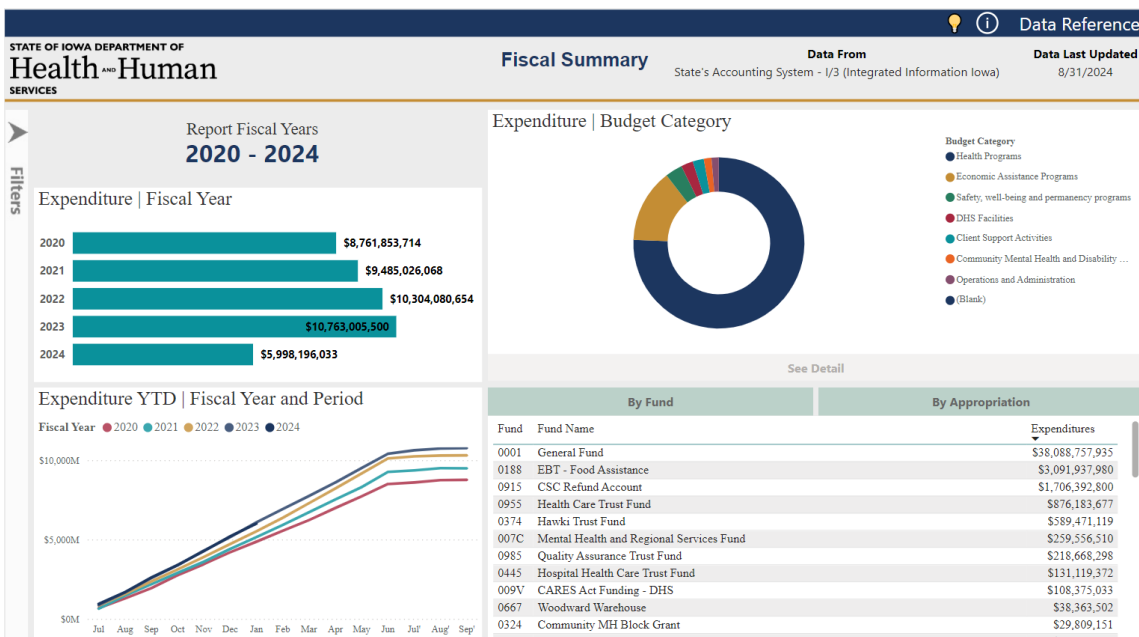 Data Reference
STATE OF IOWA DEPARTMENT OF
Health AND Human
SERVICES
Fiscal Summary
Data From
State's Accounting System - I/3 (Integrated Information Iowa)
Data Last Updated
8/31/2024
Filters
Report Fiscal Years
2020 - 2024
Expenditure | Fiscal Year
2020 $8,761,853,714
2021 $9,485,026,068
2022 $10,304,080,654
2023 $10,763,005,500
2024 $5,998,196,033
Expenditure | Budget Category
Budget Category
Health Programs
Economic Assistance Programs
Safety, well-being and permanency programs
DHS Facilities
Client Support Activities
Community Mental Health and Disability …
Operations and Administration
(Blank)
See Detail
Expenditure YTD | Fiscal Year and Period
Fiscal Year 2020 2021 2022 2023 2024
$10,000M
$5,000M
$0M
Jul Aug Sep Oct Nov Dec Jan Feb Mar Apr May Jun Jul' Aug' Sep'
By Fund By Appropriation
Fund Fund Name Expenditures
0001 General Fund $38,088,757,935
0188 EBT - Food Assistance $3,091,937,980
0915 CSC Refund Account $1,706,392,800
0955 Health Care Trust Fund $876,183,677
0374 Hawki Trust Fund $589,471,119
007C Mental Health and Regional Services Fund $259,556,510
0985 Quality Assurance Trust Fund $218,668,298
0445 Hospital Health Care Trust Fund $131,119,372
009V CARES Act Funding - DHS $108,375,033
0667 Woodward Warehouse $38,363,502
0324 Community MH Block Grant $29,809,151